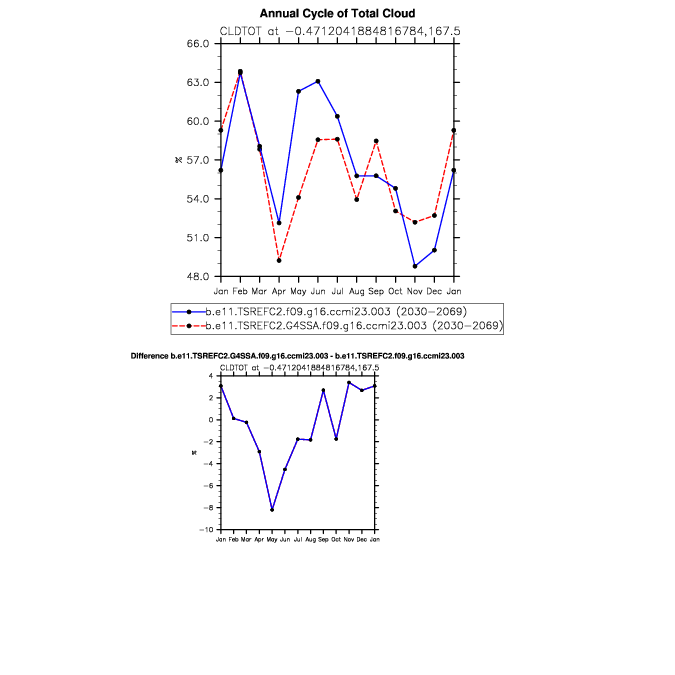 Annual Cycle of Total Cloud
CLDTOT at −0.4712041884816784,167.5
66.0
63.0
60.0
57.0
54.0
51.0
48.0
%
Jan Feb Mar Apr May Jun Jul Aug Sep Oct Nov Dec Jan
b.e11.TSREFC2.f09.g16.ccmi23.003 (2030−2069)
b.e11.TSREFC2.G4SSA.f09.g16.ccmi23.003 (2030−2069)
Difference b.e11.TSREFC2.G4SSA.f09.g16.ccmi23.003 - b.e11.TSREFC2.f09.g16.ccmi23.003
CLDTOT at −0.4712041884816784,167.5
4
2
0
−2
−4
−6
−8
−10
%
Jan Feb Mar Apr May Jun Jul Aug Sep Oct Nov Dec Jan